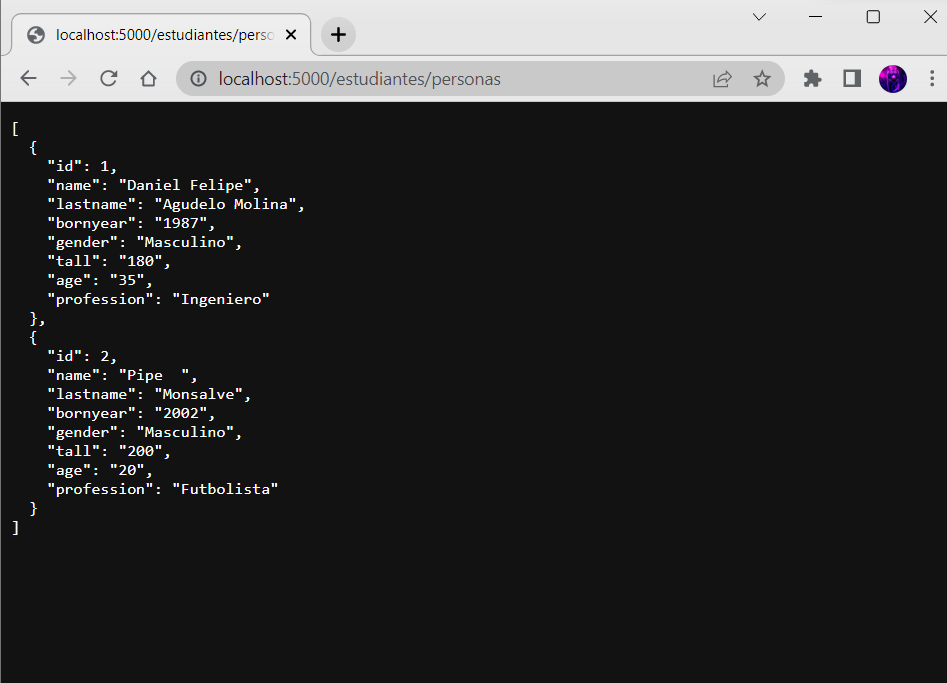 localhost:5000/estudiantes/perso
localhost:5000/estudiantes/personas
[
  {
    "id": 1,
    "name": "Daniel Felipe",
    "lastname": "Agudelo Molina",
    "bornyear": "1987",
    "gender": "Masculino",
    "tall": "180",
    "age": "35",
    "profession": "Ingeniero"
  },
  {
    "id": 2,
    "name": "Pipe  ",
    "lastname": "Monsalve",
    "bornyear": "2002",
    "gender": "Masculino",
    "tall": "200",
    "age": "20",
    "profession": "Futbolista"
  }
]